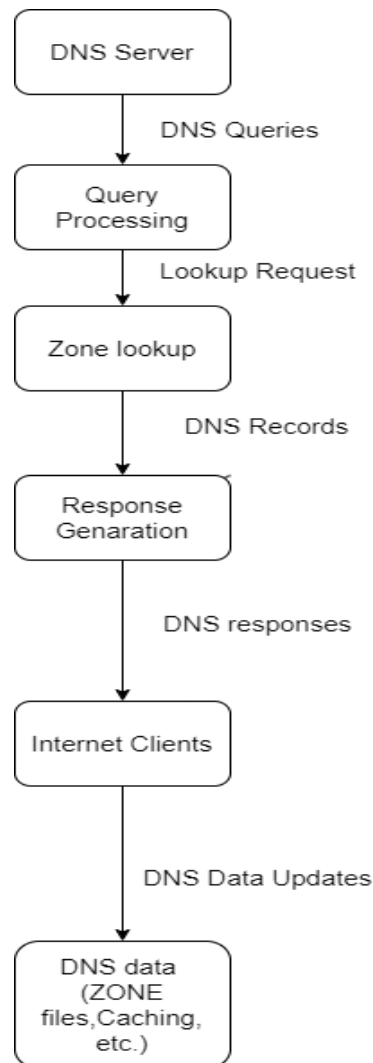 DNS Server
DNS Queries
Query
Processing
Lookup Request
Zone lookup
DNS Records
Response
Genaration
DNS responses
Internet Clients
DNS Data Updates
DNS data
(ZONE
files,Caching,
etc.)